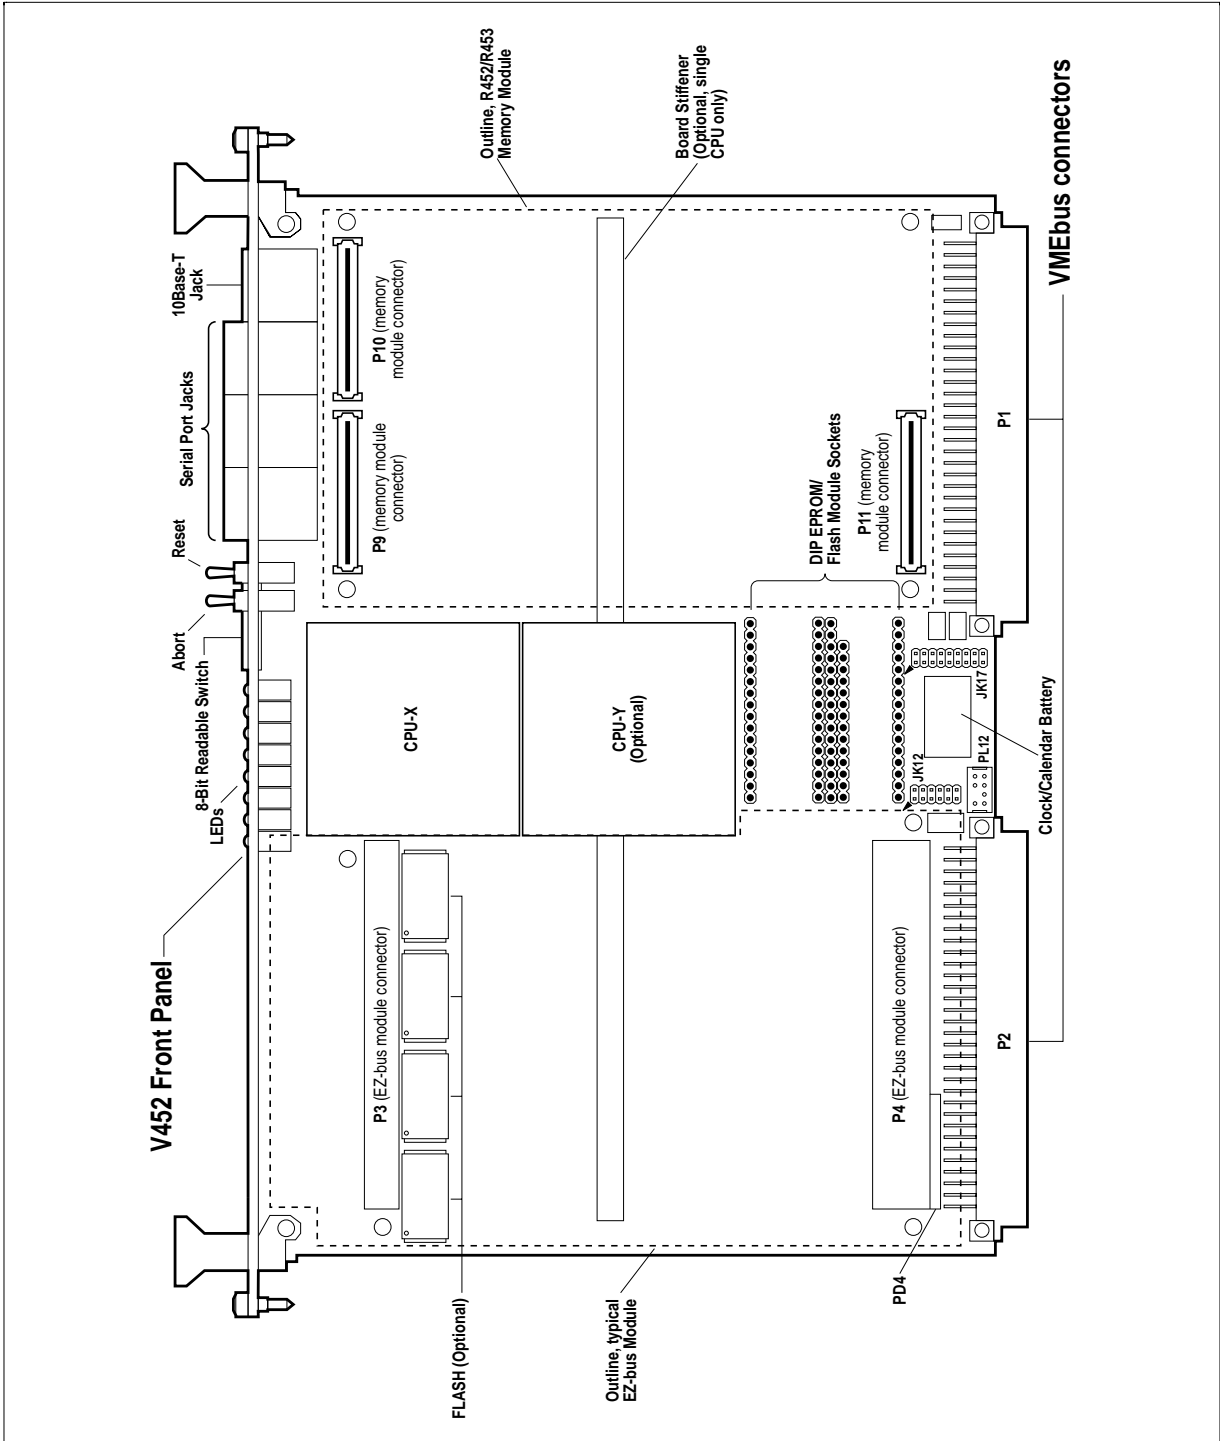 V452 Front Panel
LEDs
8-Bit Readable Switch
Abort
Reset
Serial Port Jacks
10Base-T
Jack
Outline, R452/R453
Memory Module
Board Stiffener
(Optional, single
CPU only)
VMEbus connectors
P3 (EZ-bus module connector)
CPU-X
P9 (memory module
connector)
P10 (memory
module connector)
CPU-Y
(Optional)
DIP EPROM/
Flash Module Sockets
P11 (memory
module connector)
P4 (EZ-bus module connector)
JK12
PL12
JK17
P2
P1
FLASH (Optional)
Outline, typical
EZ-bus Module
PD4
Clock/Calendar Battery